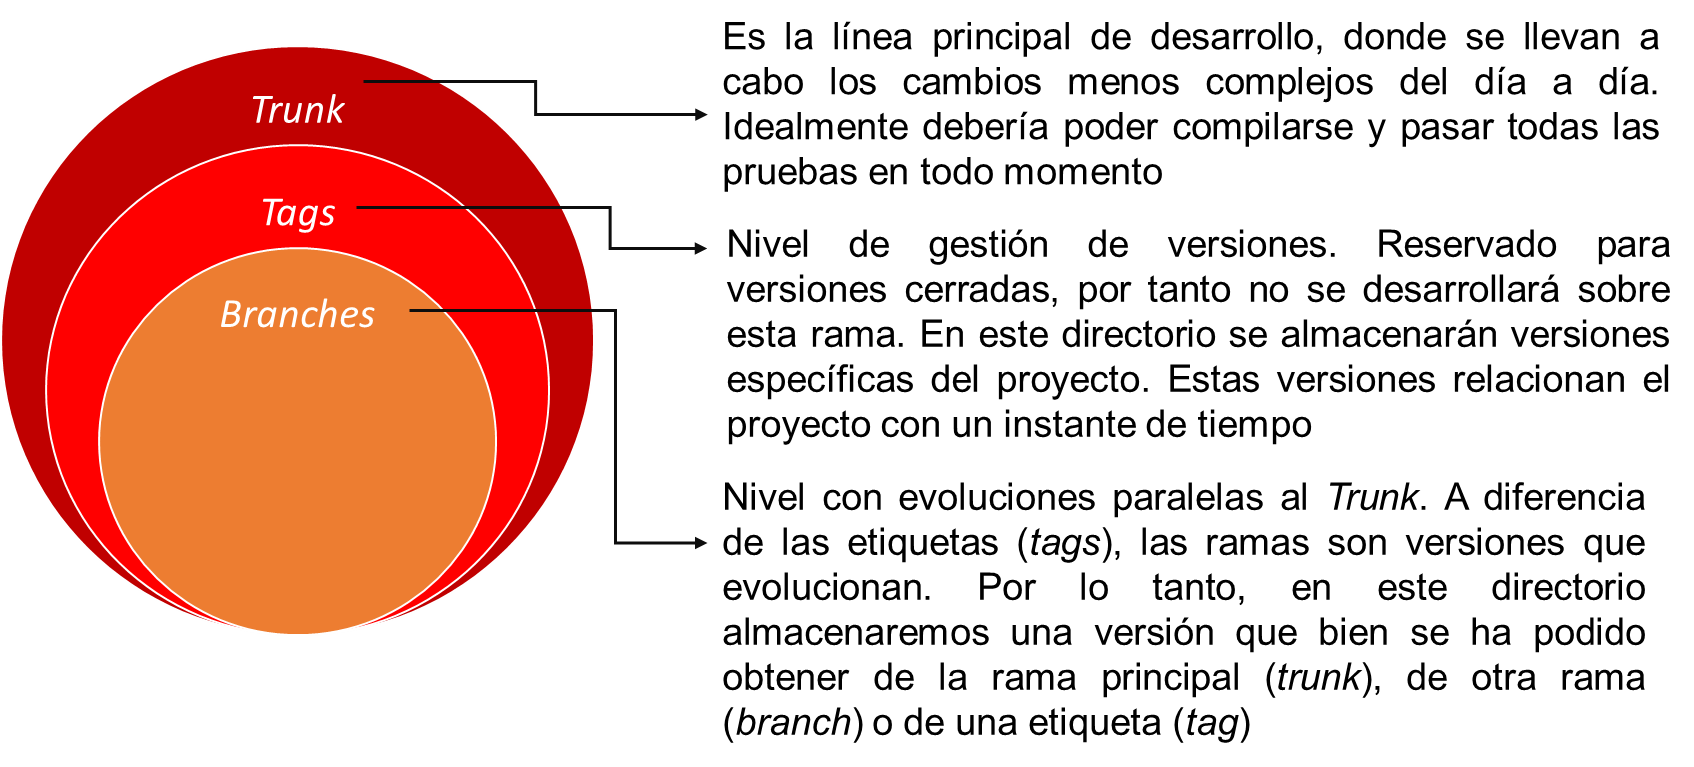 Trunk
Tags
Branches
Es la línea principal de desarrollo, donde se llevan a
cabo los cambios menos complejos del día a día.
Idealmente debería poder compilarse y pasar todas las
pruebas en todo momento
Nivel de gestión de versiones. Reservado para
versiones cerradas, por tanto no se desarrollará sobre
esta rama. En este directorio se almacenarán versiones
específicas del proyecto. Estas versiones relacionan el
proyecto con un instante de tiempo
Nivel con evoluciones paralelas al Trunk. A diferencia
de las etiquetas (tags), las ramas son versiones que
evolucionan. Por lo tanto, en este directorio
almacenaremos una versión que bien se ha podido
obtener de la rama principal (trunk), de otra rama
(branch) o de una etiqueta (tag)